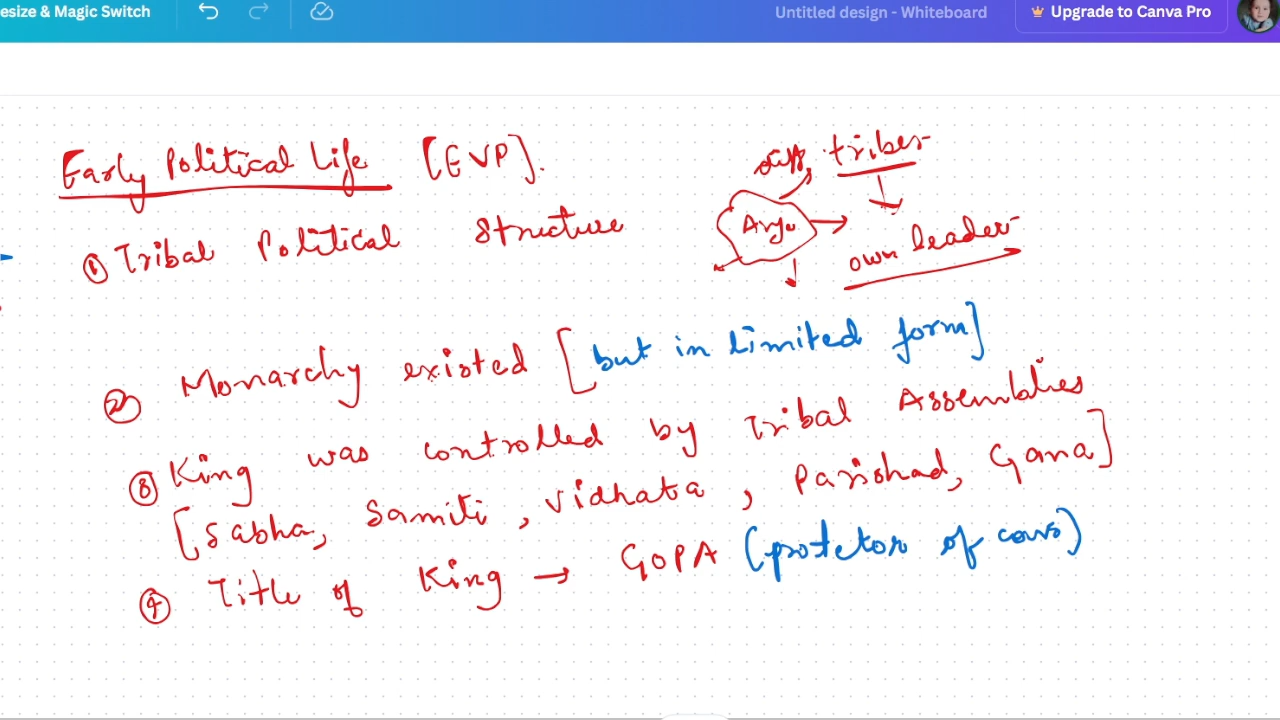 esize & Magic Switch
Untitled design - Whiteboard
Upgrade to Canva Pro
Early Political Life [EVP].
diff tribes
① Tribal Political Structure
Arya
own leader
② Monarchy existed [but in limited form]
③ King was controlled by Tribal Assemblies
[Sabha, Samiti, Vidhata, Parishad, Gana]
④ Title of King → GOPA (protetor of cows)